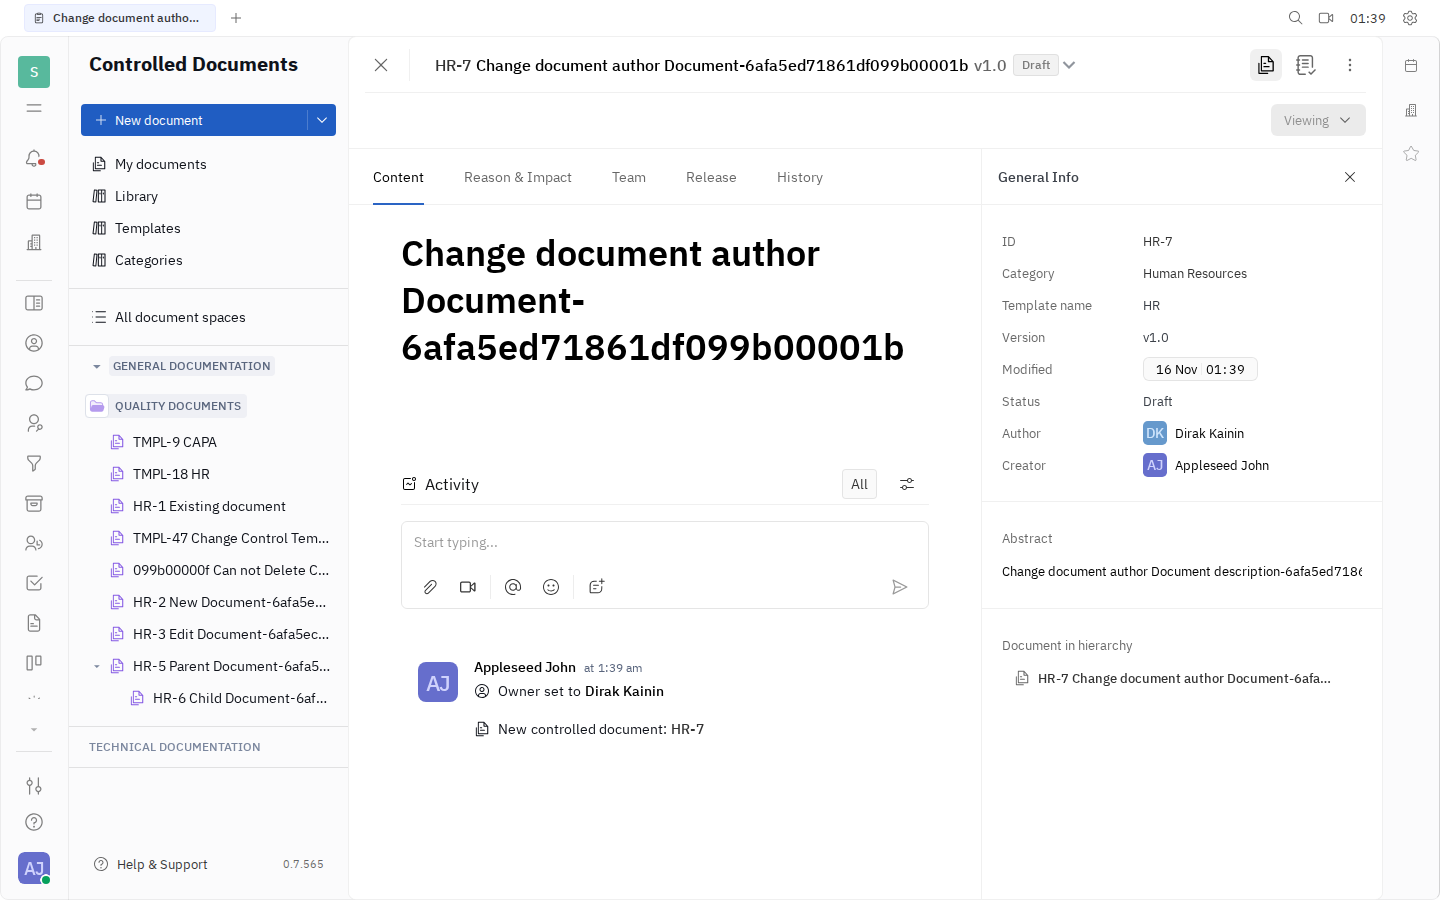 Change document autho...
01:39
S
Controlled Documents
New document
My documents
Library
Templates
Categories
All document spaces
GENERAL DOCUMENTATION
QUALITY DOCUMENTS
TMPL-9 CAPA
TMPL-18 HR
HR-1 Existing document
TMPL-47 Change Control Tem...
099b00000f Can not Delete C...
HR-2 New Document-6afa5e...
HR-3 Edit Document-6afa5ec...
HR-5 Parent Document-6afa5...
HR-6 Child Document-6af...
TECHNICAL DOCUMENTATION
Help & Support 0.7.565
AJ
HR-7 Change document author Document-6afa5ed71861df099b00001b v1.0 Draft
Viewing
Content Reason & Impact Team Release History
Change document author
Document-
6afa5ed71861df099b00001b
Activity All
Start typing...
AJ
Appleseed John at 1:39 am
Owner set to Dirak Kainin
New controlled document: HR-7
General Info
ID HR-7
Category Human Resources
Template name HR
Version v1.0
Modified 16 Nov 01:39
Status Draft
Author DK Dirak Kainin
Creator AJ Appleseed John
Abstract
Change document author Document description-6afa5ed7186
Document in hierarchy
HR-7 Change document author Document-6afa...